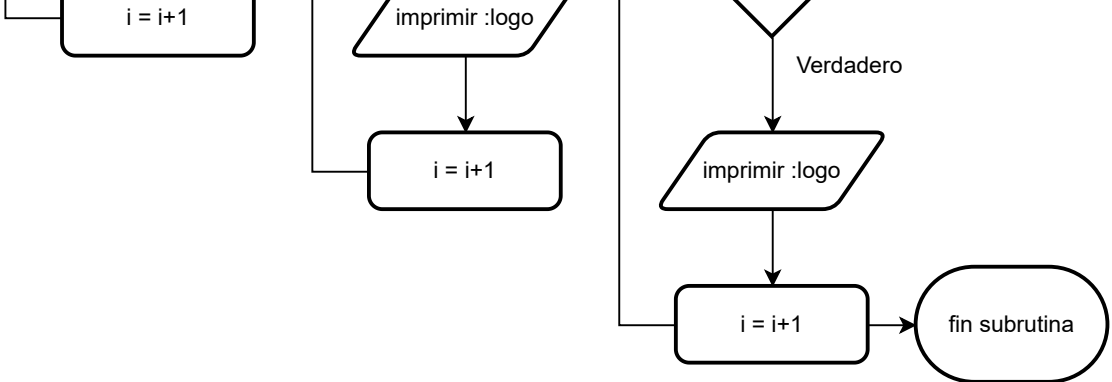 i = i+1
imprimir :logo
i = i+1
Verdadero
imprimir :logo
i = i+1
fin subrutina